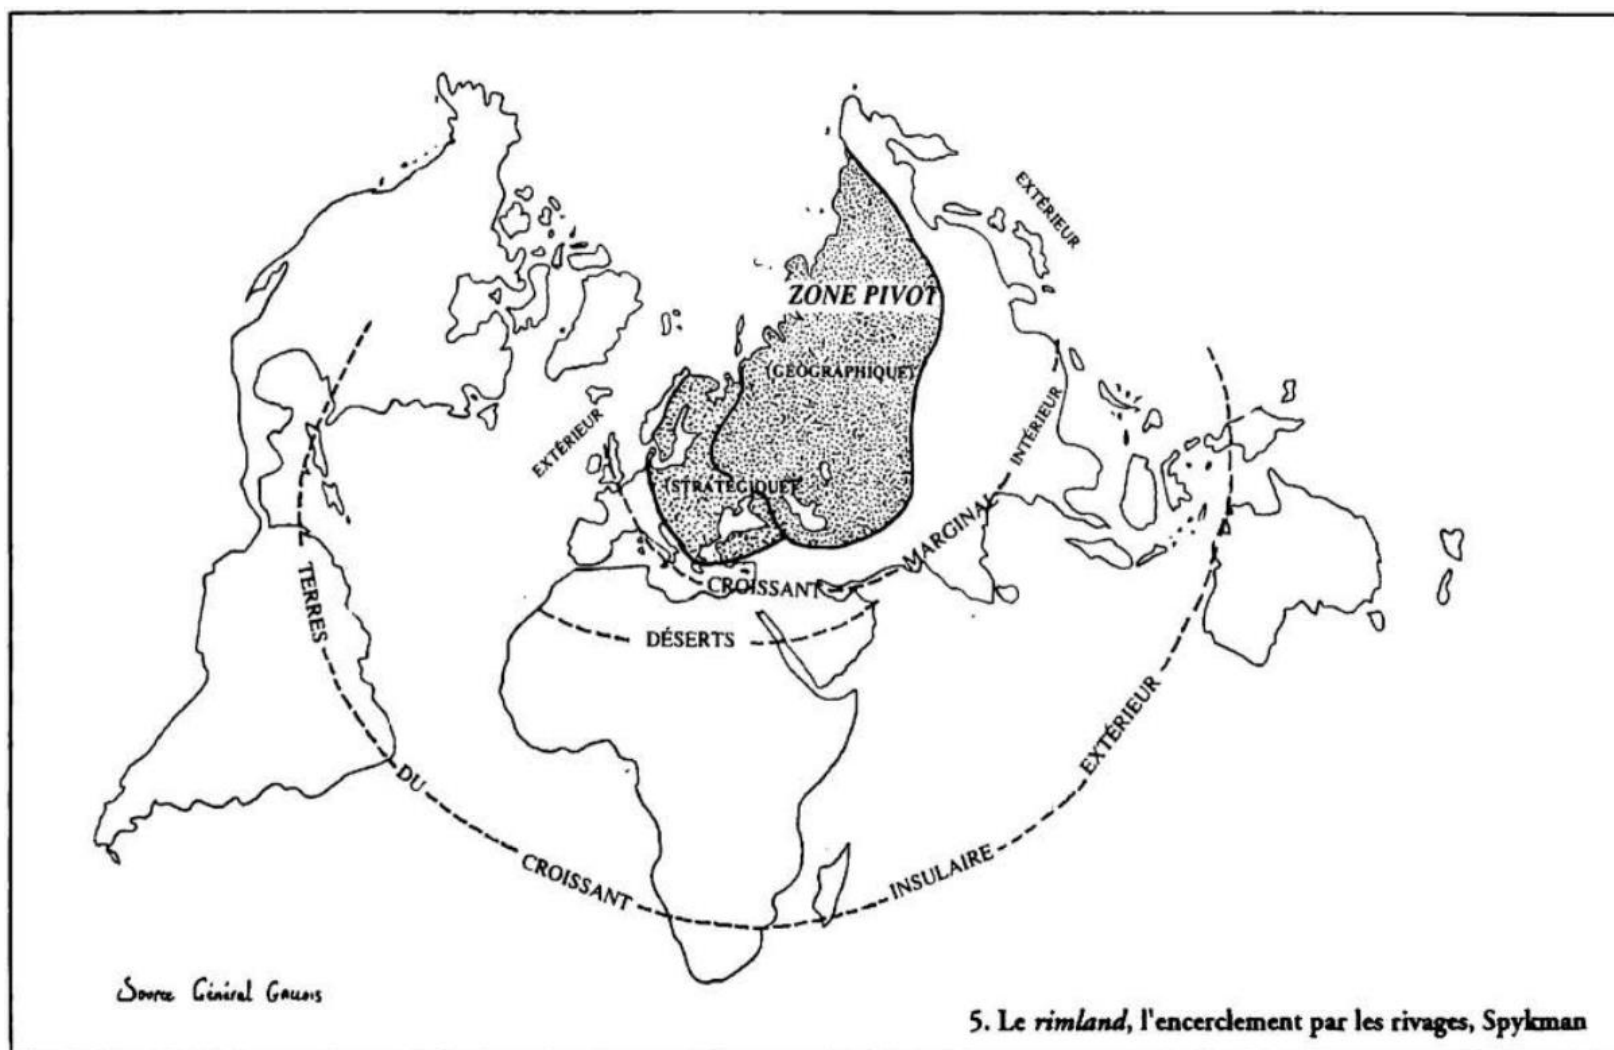 EXTÉRIEUR
ZONE PIVOT
(GÉOGRAPHIQUE)
EXTÉRIEUR
(STRATÉGIQUE)
CROISSANT MARGINAL INTÉRIEUR
DÉSERTS
TERRES DU CROISSANT INSULAIRE EXTÉRIEUR
Source Général Gallois
5. Le rimland, l'encerclement par les rivages, Spykman